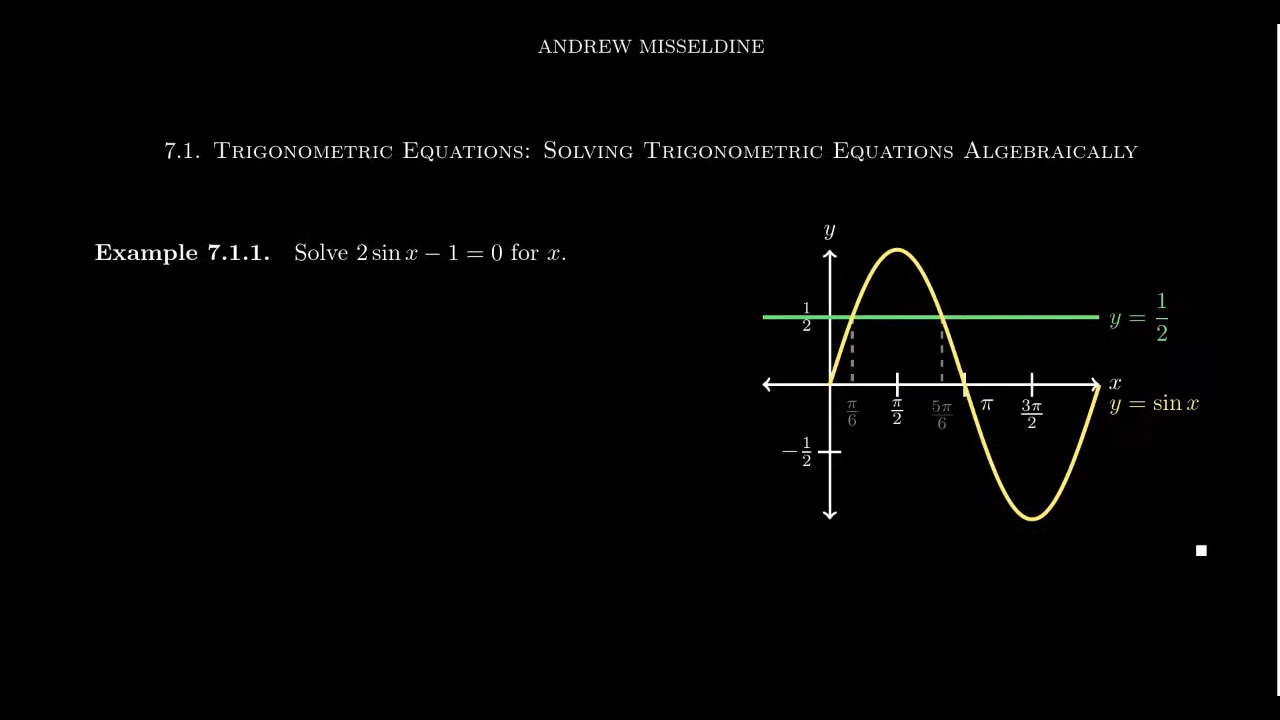 ANDREW MISSELDINE
7.1. Trigonometric Equations: Solving Trigonometric Equations Algebraically
Example 7.1.1. Solve 2 sin x − 1 = 0 for x.
y
1/2
y = 1/2
x
y = sin x
π/6
π/2
5π/6
π
3π/2
−1/2